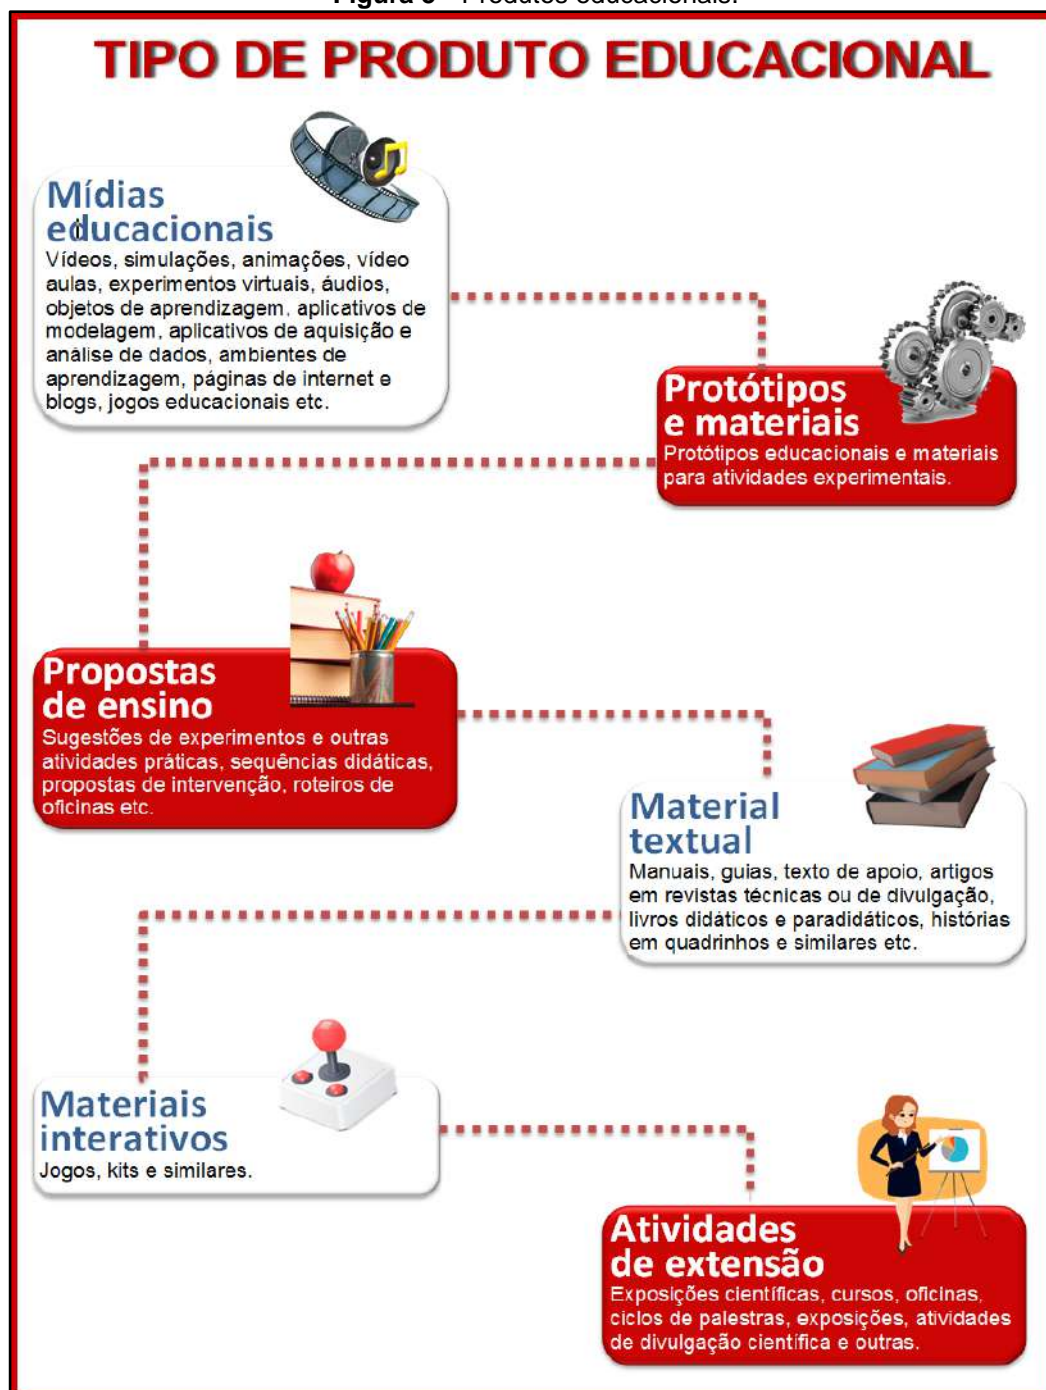 TIPO DE PRODUTO EDUCACIONAL
Mídias
educacionais
Vídeos, simulações, animações, vídeo
aulas, experimentos virtuais, áudios,
objetos de aprendizagem, aplicativos de
modelagem, aplicativos de aquisição e
análise de dados, ambientes de
aprendizagem, páginas de internet e
blogs, jogos educacionais etc.
Protótipos
e materiais
Protótipos educacionais e materiais
para atividades experimentais.
Propostas
de ensino
Sugestões de experimentos e outras
atividades práticas, sequências didáticas,
propostas de intervenção, roteiros de
oficinas etc.
Material
textual
Manuais, guias, texto de apoio, artigos
em revistas técnicas ou de divulgação,
livros didáticos e paradidáticos, histórias
em quadrinhos e similares etc.
Materiais
interativos
Jogos, kits e similares.
Atividades
de extensão
Exposições científicas, cursos, oficinas,
ciclos de palestras, exposições, atividades
de divulgação científica e outras.